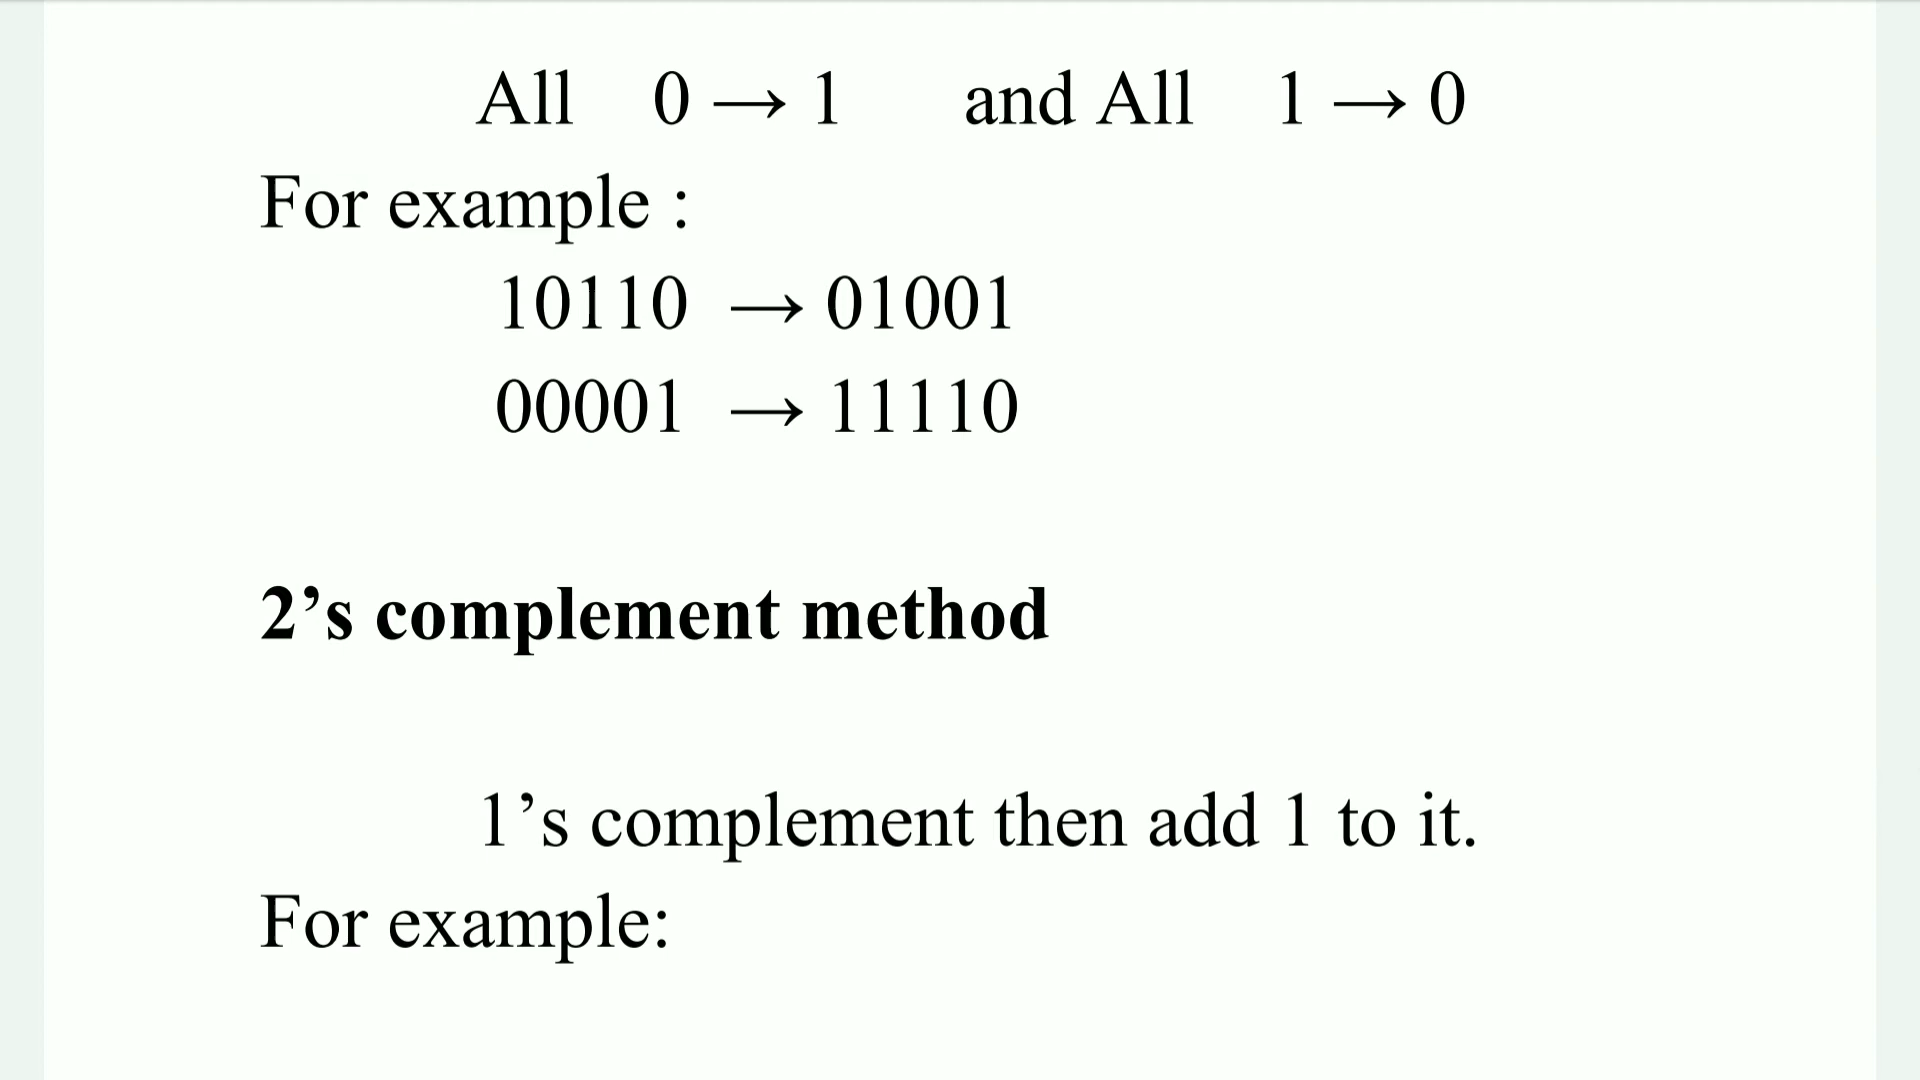 All 0 → 1 and All 1 → 0
For example :
10110 → 01001
00001 → 11110
2’s complement method
1’s complement then add 1 to it.
For example: